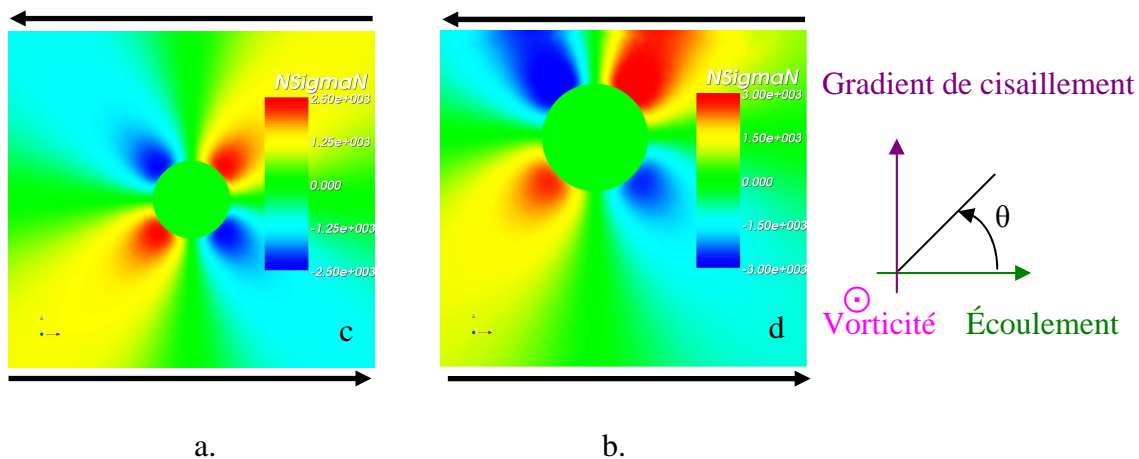 NSigmaN
2.50e+003
1.25e+003
0.000
-1.25e+003
-2.50e+003
c
a.
NSigmaN
3.00e+003
1.50e+003
0.000
-1.50e+003
-3.00e+003
d
b.
Gradient de cisaillement
θ
Vorticité Écoulement